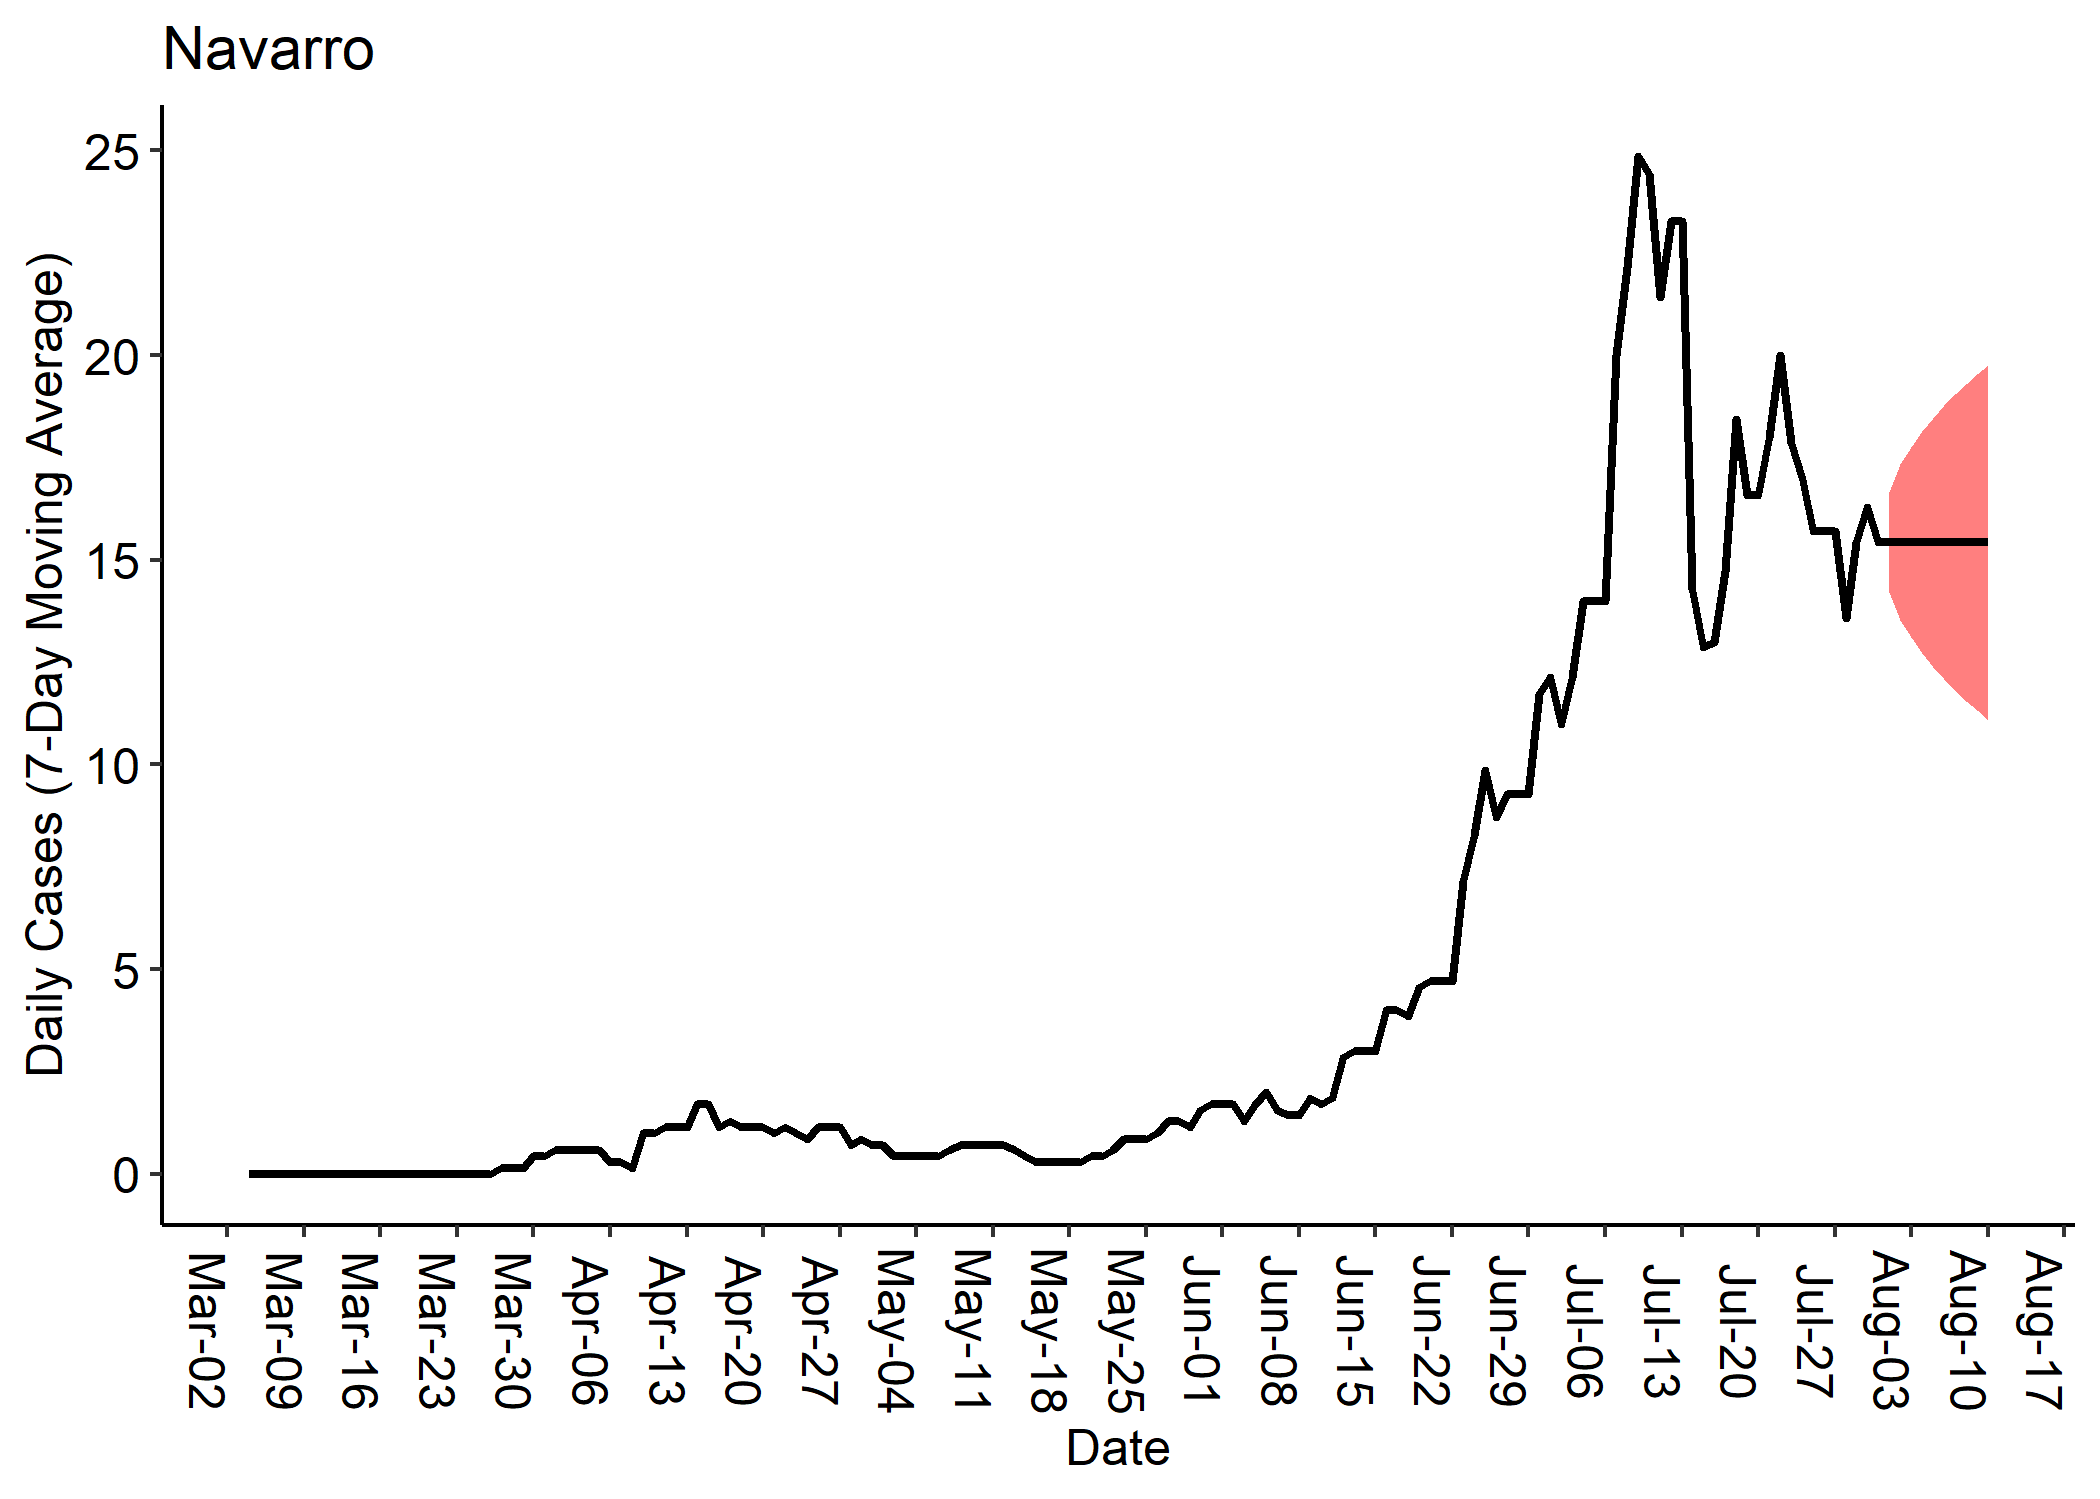 Navarro
Daily Cases (7-Day Moving Average)
25
20
15
10
5
0
Mar-02
Mar-09
Mar-16
Mar-23
Mar-30
Apr-06
Apr-13
Apr-20
Apr-27
May-04
May-11
May-18
May-25
Jun-01
Jun-08
Jun-15
Jun-22
Jun-29
Jul-06
Jul-13
Jul-20
Jul-27
Aug-03
Aug-10
Aug-17
Date